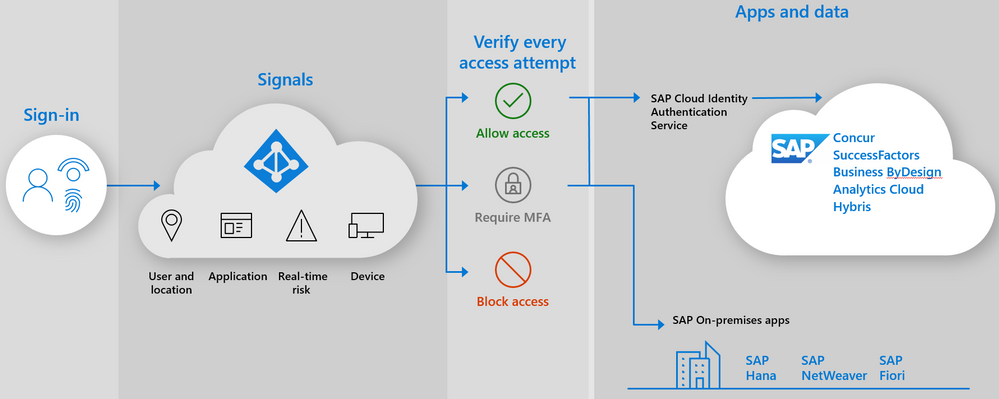 Sign-in
Signals
User and
location
Application
Real-time
risk
Device
Verify every
access attempt
Allow access
Require MFA
Block access
Apps and data
SAP Cloud Identity
Authentication
Service
SAP®
Concur
SuccessFactors
Business ByDesign
Analytics Cloud
Hybris
SAP On-premises apps
SAP
Hana
SAP
NetWeaver
SAP
Fiori